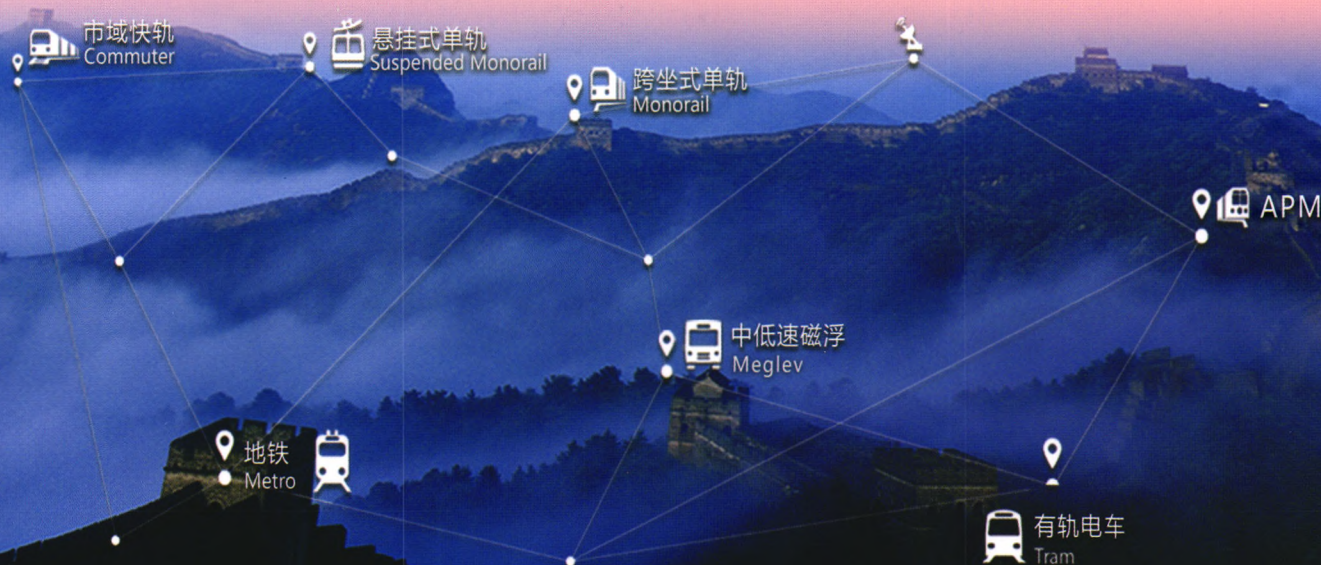 市域快轨
Commuter
悬挂式单轨
Suspended Monorail
跨坐式单轨
Monorail
APM
中低速磁浮
Meglev
地铁
Metro
有轨电车
Tram